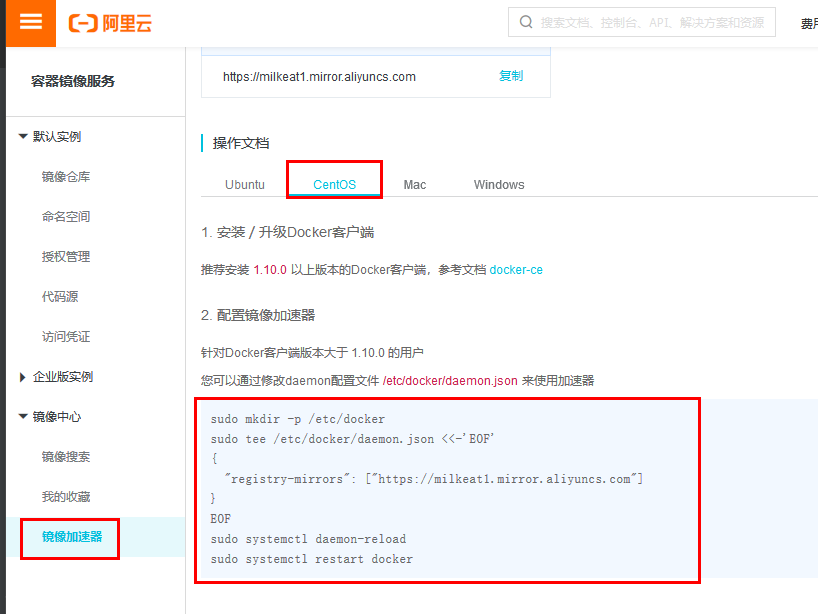 阿里云
搜索文档、控制台、API、解决方案和资源
费用
容器镜像服务
默认实例
镜像仓库
命名空间
授权管理
代码源
访问凭证
企业版实例
镜像中心
镜像搜索
我的收藏
镜像加速器
https://milkeat1.mirror.aliyuncs.com 复制
操作文档
Ubuntu CentOS Mac Windows
1. 安装 / 升级Docker客户端
推荐安装 1.10.0 以上版本的Docker客户端，参考文档 docker-ce
2. 配置镜像加速器
针对Docker客户端版本大于 1.10.0 的用户
您可以通过修改daemon配置文件 /etc/docker/daemon.json 来使用加速器
sudo mkdir -p /etc/docker
sudo tee /etc/docker/daemon.json <<-'EOF'
{
"registry-mirrors": ["https://milkeat1.mirror.aliyuncs.com"]
}
EOF
sudo systemctl daemon-reload
sudo systemctl restart docker